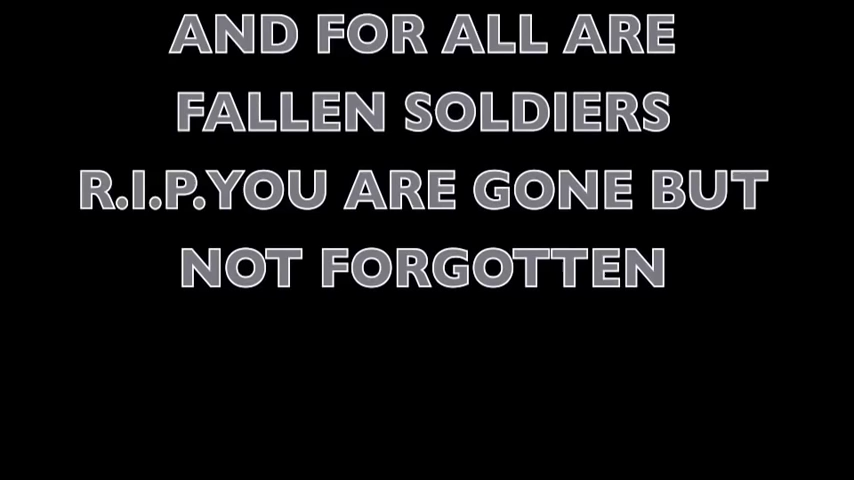 AND FOR ALL ARE
FALLEN SOLDIERS
R.I.P.YOU ARE GONE BUT
NOT FORGOTTEN